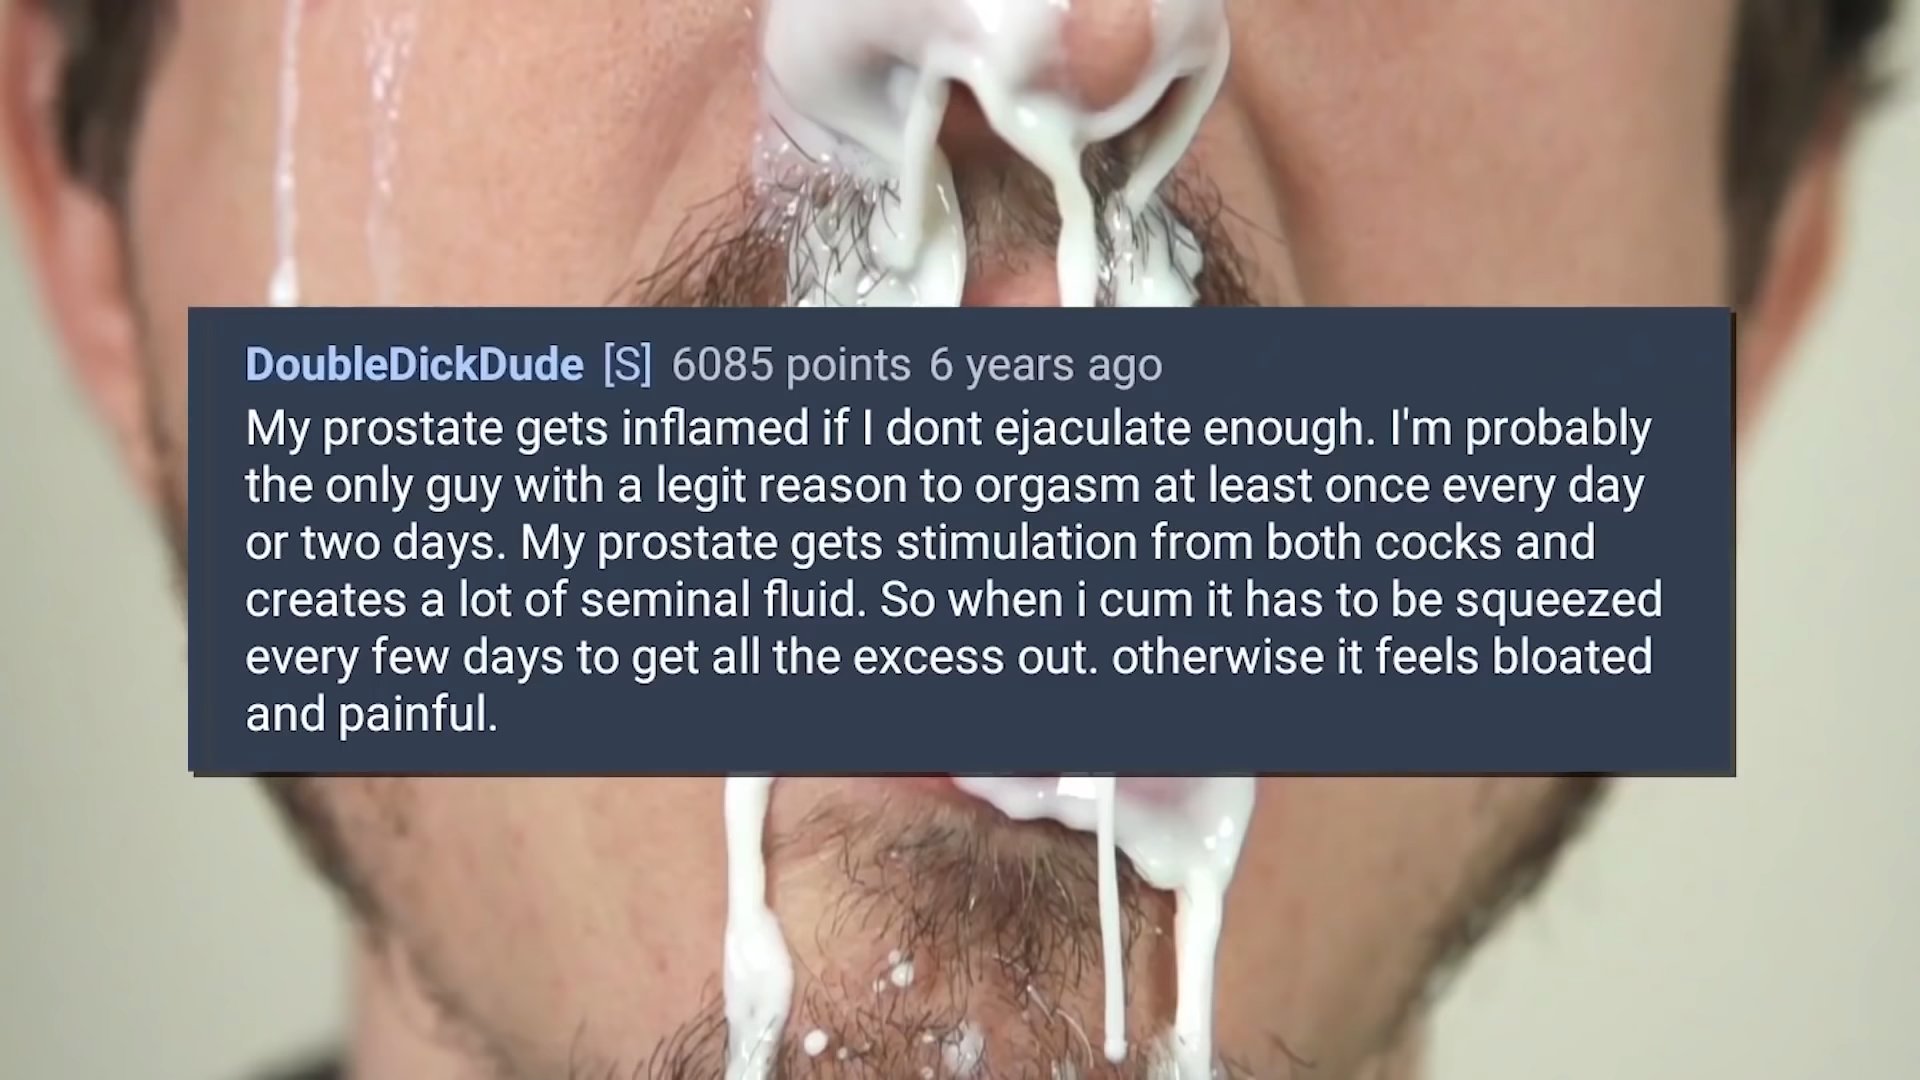 DoubleDickDude [S] 6085 points 6 years ago
My prostate gets inflamed if I dont ejaculate enough. I'm probably
the only guy with a legit reason to orgasm at least once every day
or two days. My prostate gets stimulation from both cocks and
creates a lot of seminal fluid. So when i cum it has to be squeezed
every few days to get all the excess out. otherwise it feels bloated
and painful.